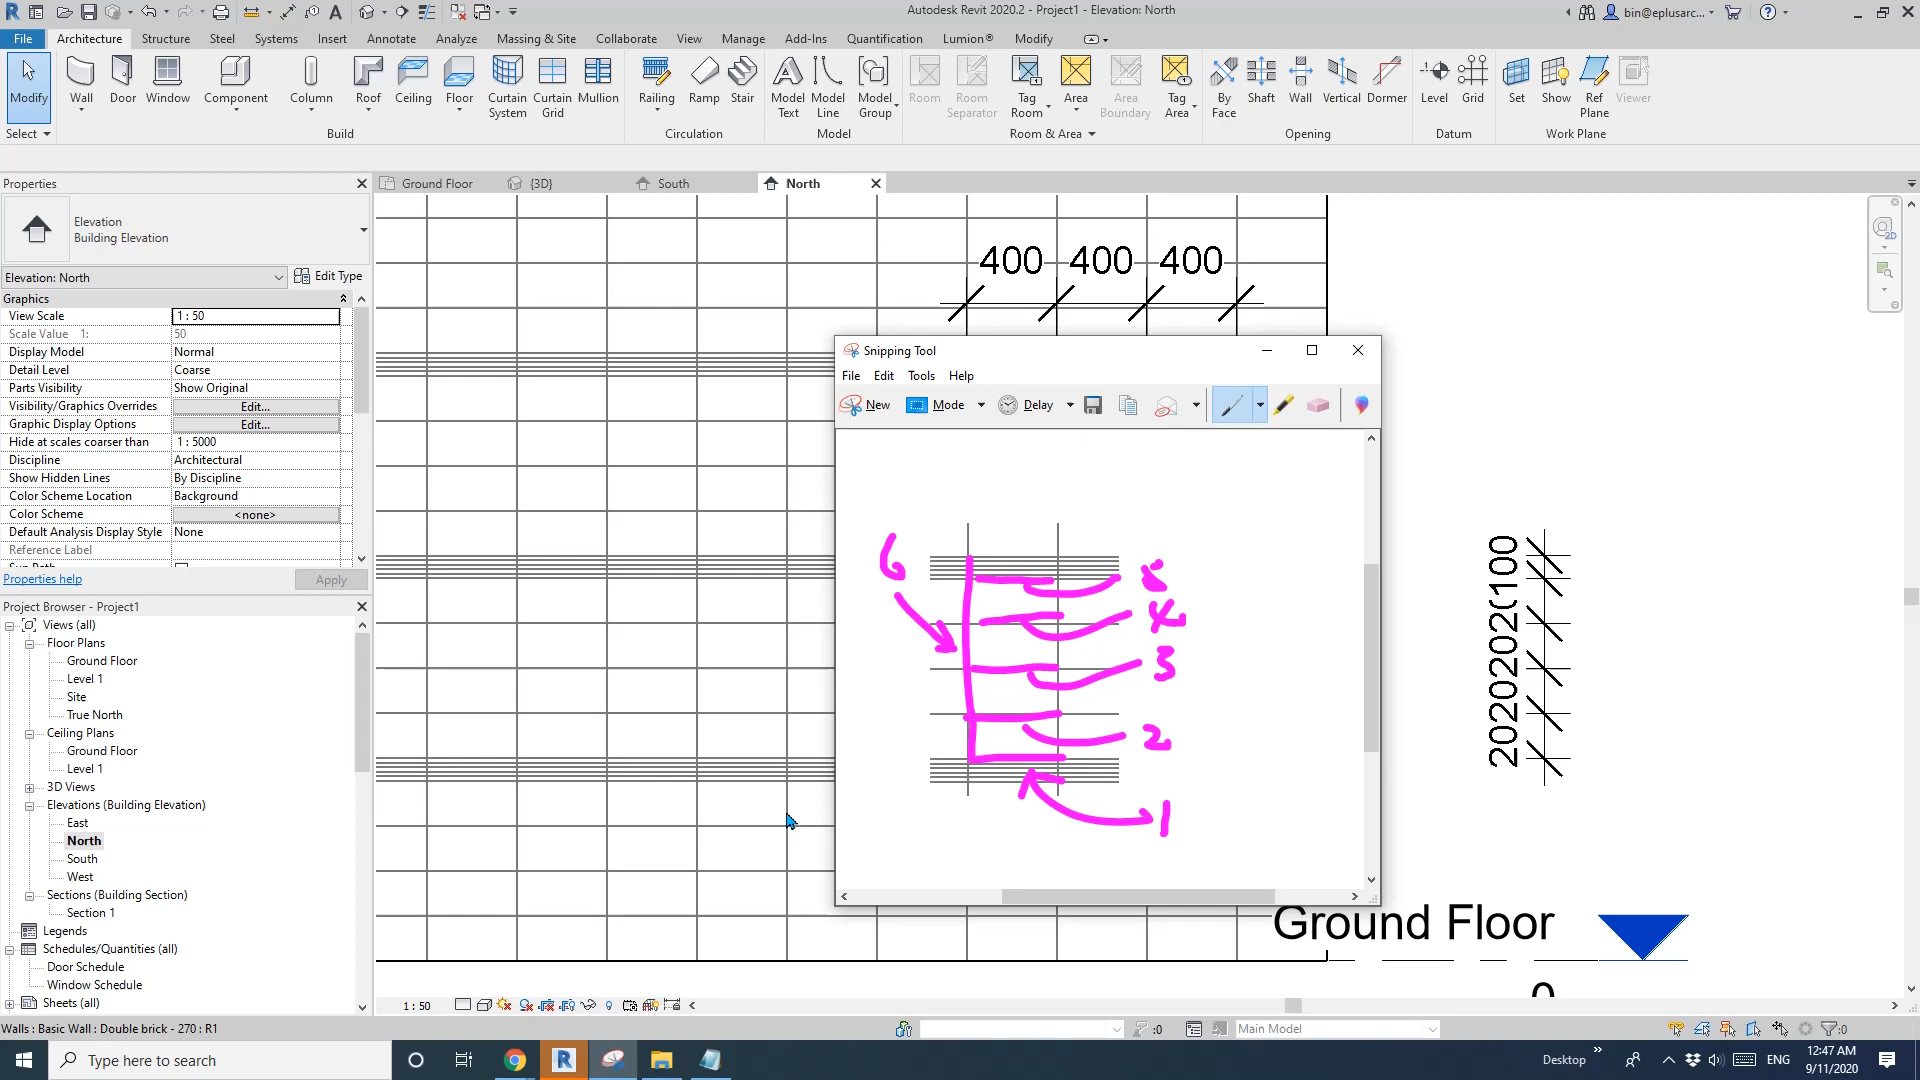 Autodesk Revit 2020.2 - Project1 - Elevation: North
bin@eplusarc...
File Architecture Structure Steel Systems Insert Annotate Analyze Massing & Site Collaborate View Manage Add-Ins Quantification Lumion® Modify
Modify Wall Door Window Component Column Roof Ceiling Floor Curtain System Curtain Grid Mullion Railing Ramp Stair Model Text Model Line Model Group Room Room Separator Tag Room Area Area Boundary Tag Area By Face Shaft Wall Vertical Dormer Level Grid Set Show Ref Plane Viewer
Select Build Circulation Model Room & Area Opening Datum Work Plane
Properties
Ground Floor {3D} South North
Elevation
Building Elevation
Elevation: North Edit Type
Graphics
View Scale 1 : 50
Scale Value 1: 50
Display Model Normal
Detail Level Coarse
Parts Visibility Show Original
Visibility/Graphics Overrides Edit...
Graphic Display Options Edit...
Hide at scales coarser than 1 : 5000
Discipline Architectural
Show Hidden Lines By Discipline
Color Scheme Location Background
Color Scheme <none>
Default Analysis Display Style None
Reference Label
Properties help Apply
Project Browser - Project1
Views (all)
Floor Plans
Ground Floor
Level 1
Site
True North
Ceiling Plans
Ground Floor
Level 1
3D Views
Elevations (Building Elevation)
East
North
South
West
Sections (Building Section)
Section 1
Legends
Schedules/Quantities (all)
Door Schedule
Window Schedule
Sheets (all)
400 400 400
Snipping Tool
File Edit Tools Help
New Mode Delay
6
5
4
3
2
1
Ground Floor
0
1 : 50
Walls : Basic Wall : Double brick - 270 : R1
:0
Main Model
:0
Type here to search
Desktop
ENG
12:47 AM
9/11/2020